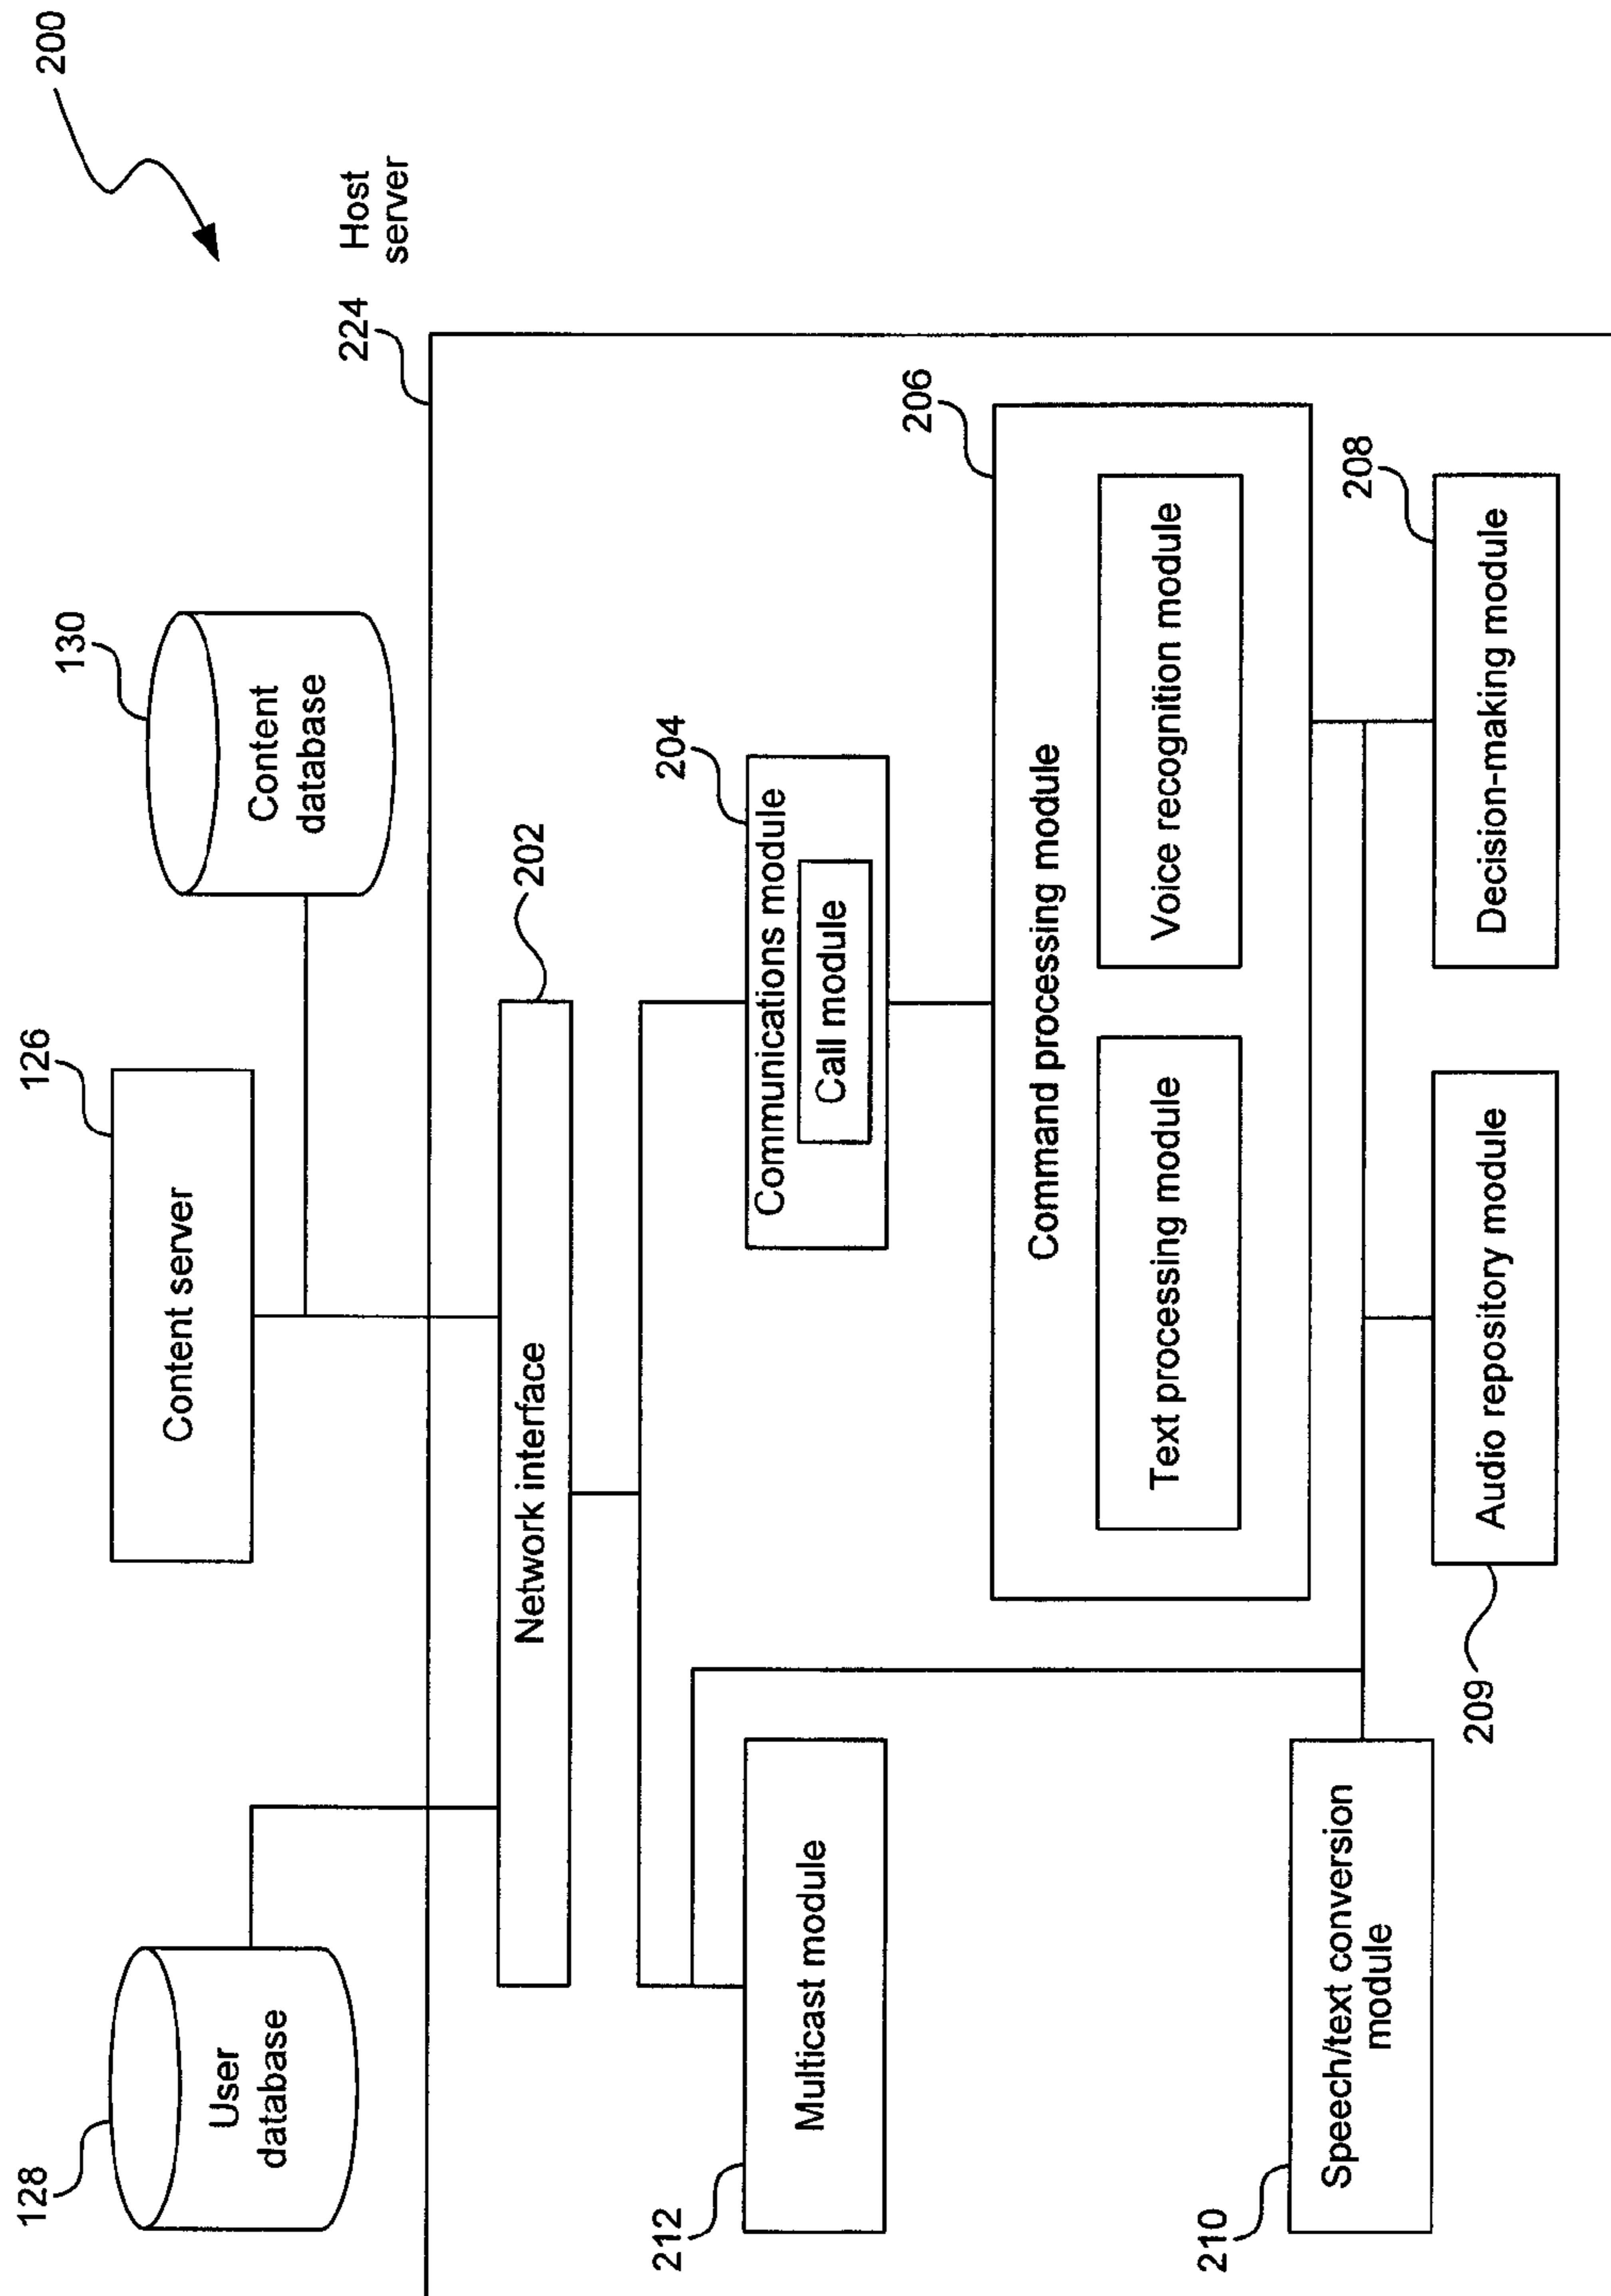 200
128
User
database
126
Content server
130
Content
database
224
Host
server
Network interface
202
212
Multicast module
204
Communications module
Call module
206
Command processing module
Text processing module
Voice recognition module
210
Speech/text conversion
module
209
Audio repository module
208
Decision-making module